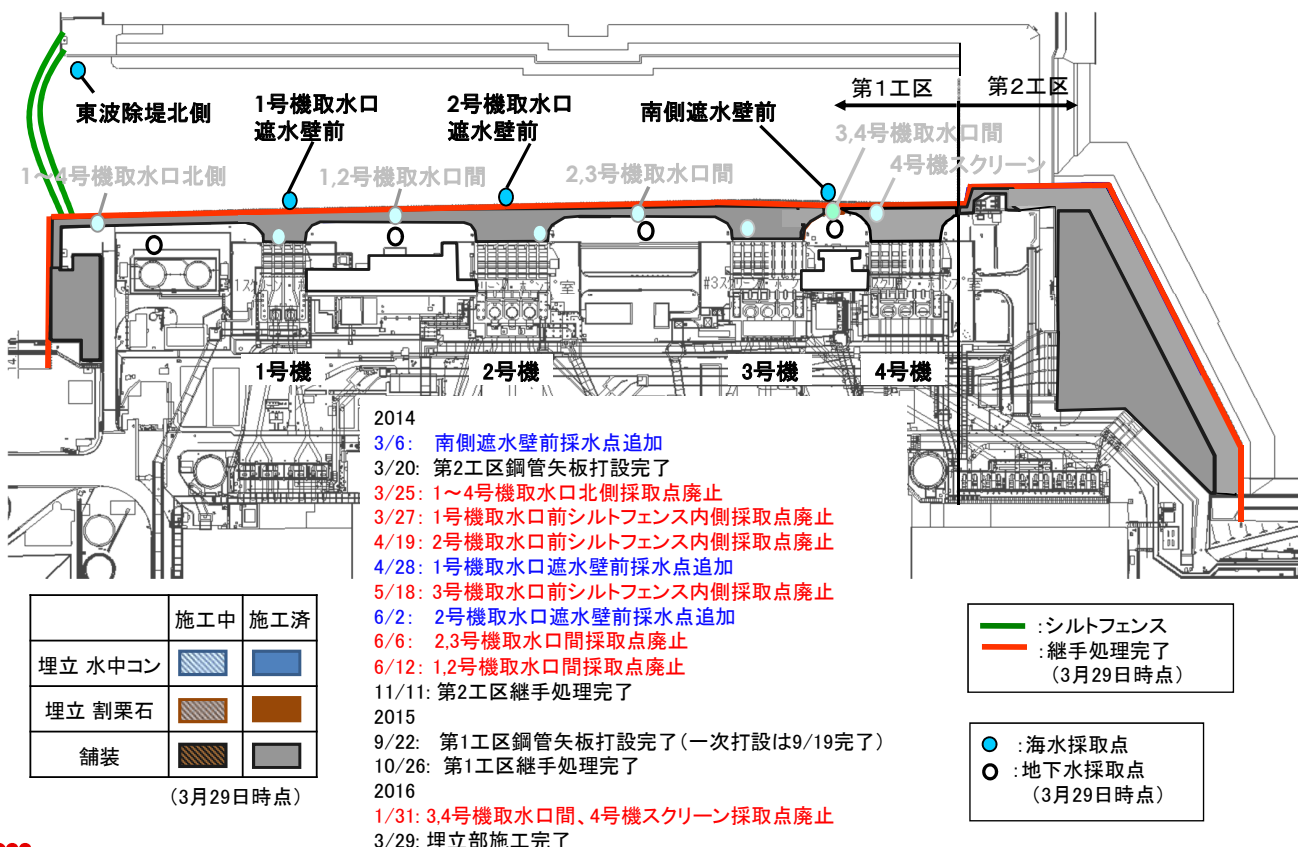 第1工区
第2工区
東波除堤北側
1号機取水口
遮水壁前
2号機取水口
遮水壁前
南側遮水壁前
3,4号機取水口間
4号機スクリーン
1~4号機取水口北側
1,2号機取水口間
2,3号機取水口間
1号機
2号機
3号機
4号機
2014
3/6: 南側遮水壁前採水点追加
3/20: 第2工区鋼管矢板打設完了
3/25: 1~4号機取水口北側採取点廃止
3/27: 1号機取水口前シルトフェンス内側採取点廃止
4/19: 2号機取水口前シルトフェンス内側採取点廃止
4/28: 1号機取水口遮水壁前採水点追加
5/18: 3号機取水口前シルトフェンス内側採取点廃止
6/2: 2号機取水口遮水壁前採水点追加
6/6: 2,3号機取水口間採取点廃止
6/12: 1,2号機取水口間採取点廃止
11/11: 第2工区継手処理完了
2015
9/22: 第1工区鋼管矢板打設完了(一次打設は9/19完了)
10/26: 第1工区継手処理完了
2016
1/31: 3,4号機取水口間、4号機スクリーン採取点廃止
3/29: 埋立部施工完了
施工中 施工済
埋立 水中コン
埋立 割栗石
舗装
(3月29日時点)
:シルトフェンス
:継手処理完了
(3月29日時点)
:海水採取点
:地下水採取点
(3月29日時点)